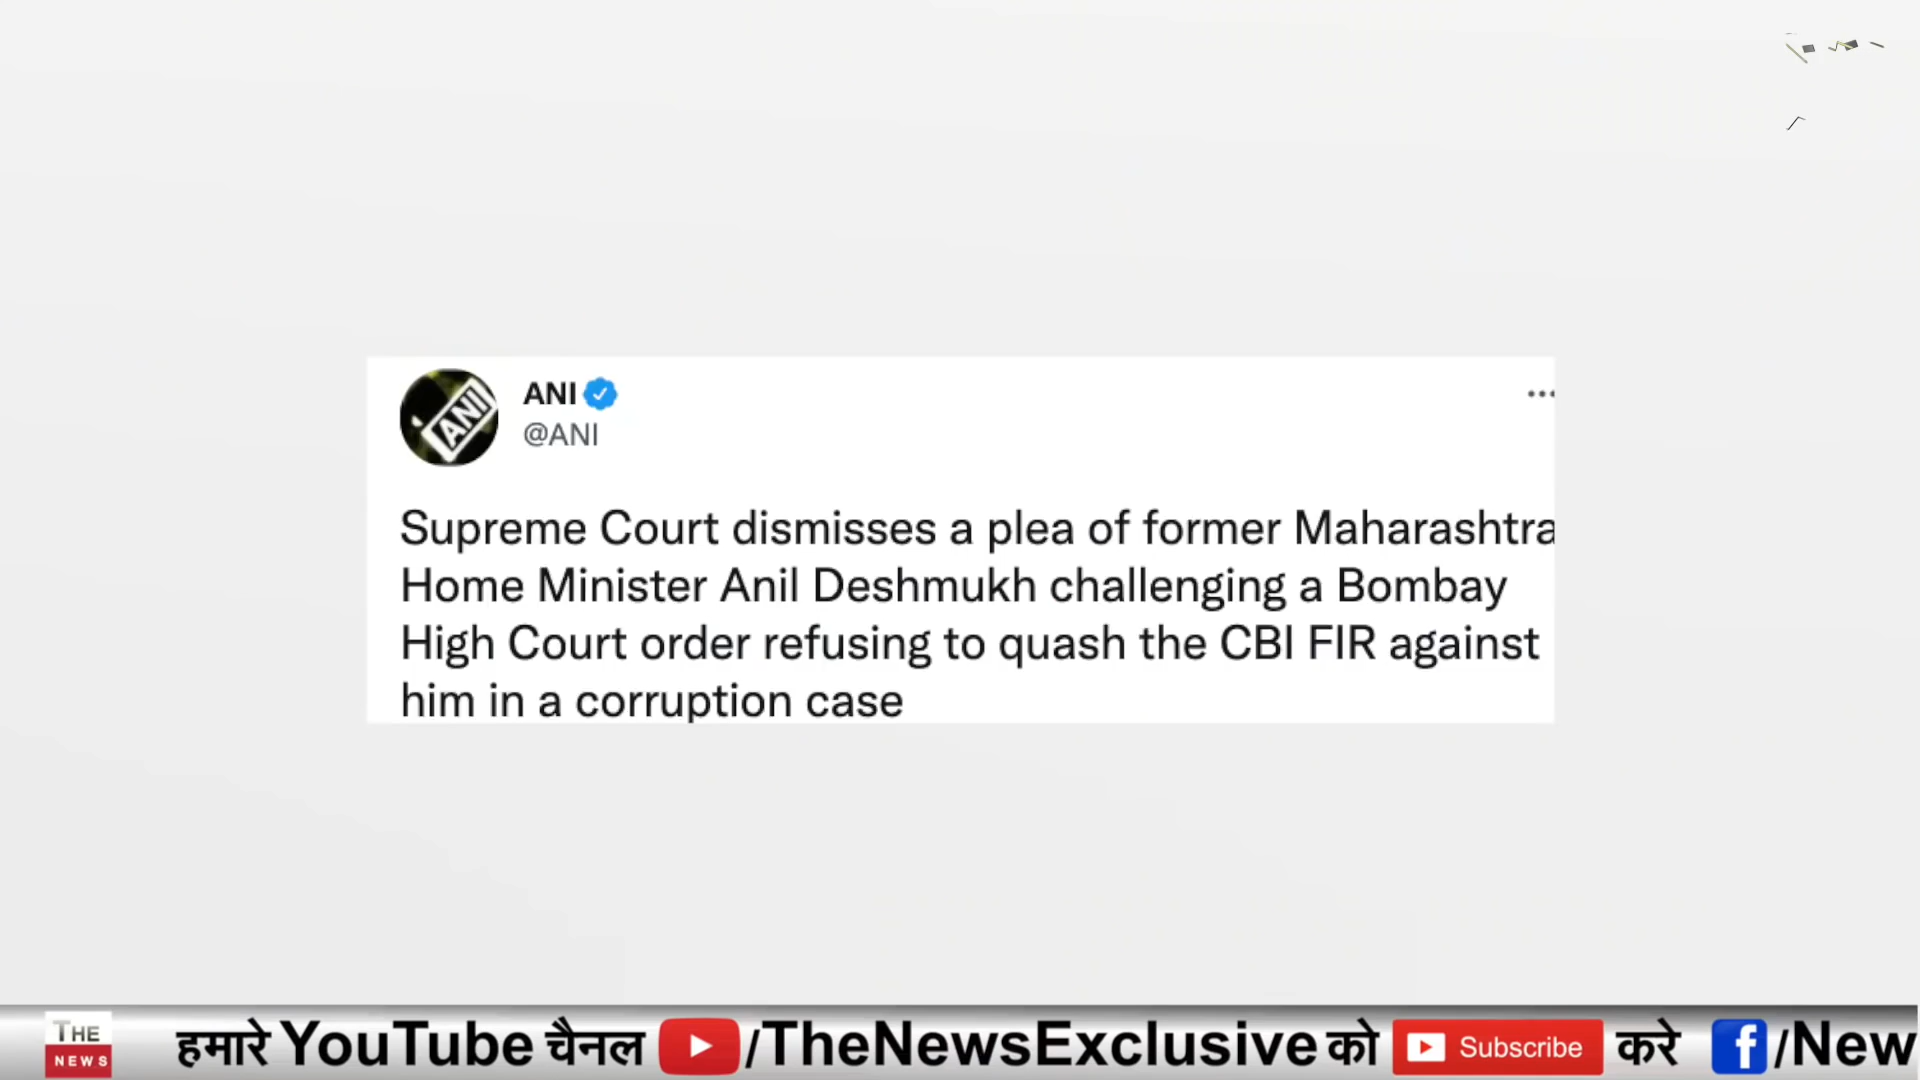 ANI
ANI
@ANI
Supreme Court dismisses a plea of former Maharashtra
Home Minister Anil Deshmukh challenging a Bombay
High Court order refusing to quash the CBI FIR against
him in a corruption case
THE
NEWS
हमारे YouTube चैनल /TheNewsExclusive को Subscribe करे f/New